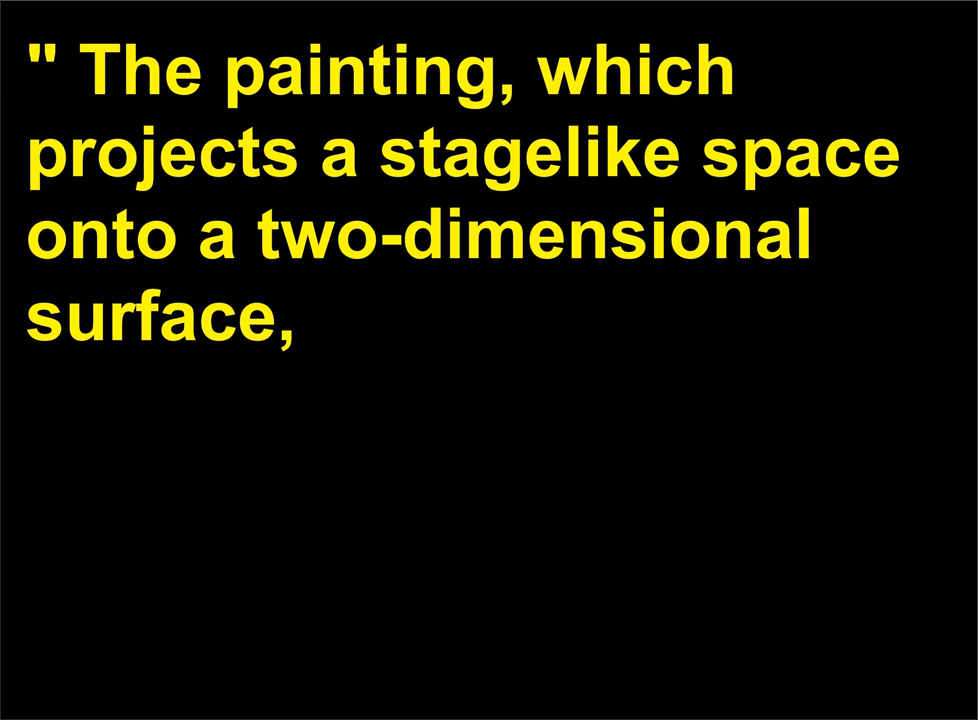 " The painting, which
projects a stagelike space
onto a two-dimensional
surface,